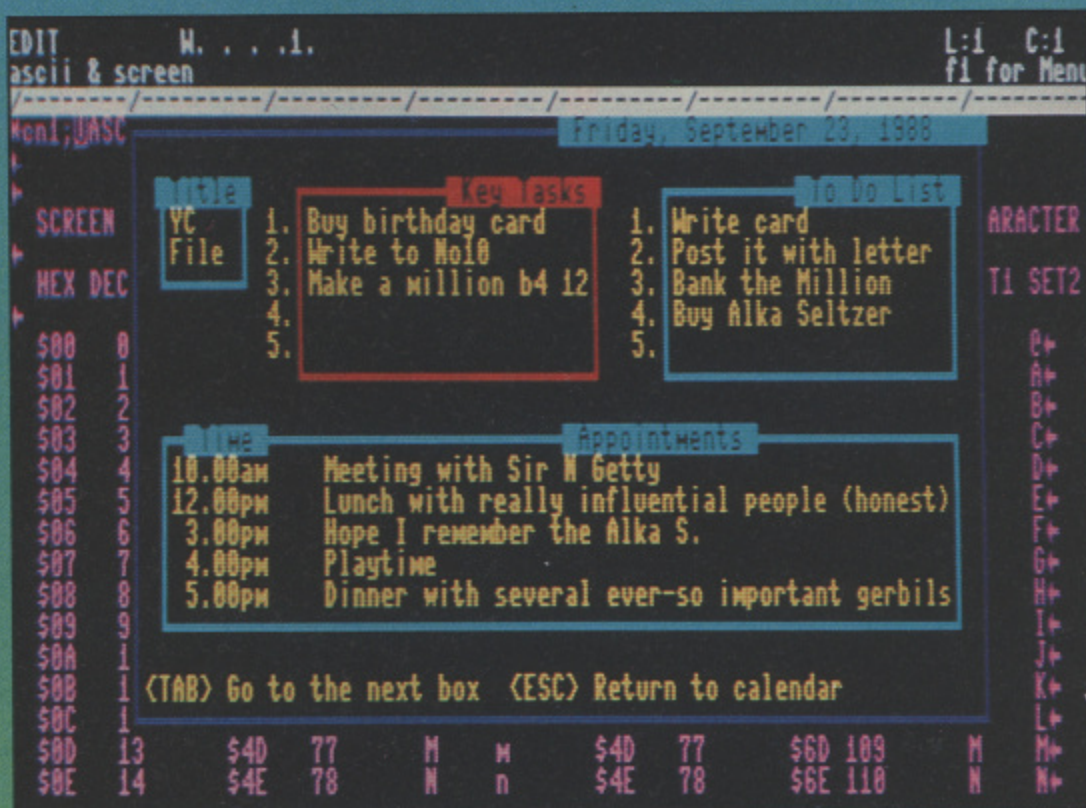 EDIT W. . . .1. L:1 C:1
ascii & screen f1 for Menu
Friday, September 23, 1988
Title Key Tasks To Do List
YC 1. Buy birthday card 1. Write card
File 2. Write to No10 2. Post it with letter
3. Make a million b4 12 3. Bank the Million
4. 4. Buy Alka Seltzer
5. 5.
SCREEN ARACTER
HEX DEC T1 SET2
$00 0 @
$01 1 A
$02 2 B
$03 3 C
$04 4 D
$05 5 E
$06 6 F
$07 7 G
$08 8 H
$09 9 I
$0A 1 J
$0B 1 K
$0C 1 L
Time Appointments
10.00am Meeting with Sir N Getty
12.00pm Lunch with really influential people (honest)
3.00pm Hope I remember the Alka S.
4.00pm Playtime
5.00pm Dinner with several ever-so important gerbils
<TAB> Go to the next box <ESC> Return to calendar
$0D 13 $4D 77 M m $4D 77 $6D 109 M M
$0E 14 $4E 78 N n $4E 78 $6E 110 N N